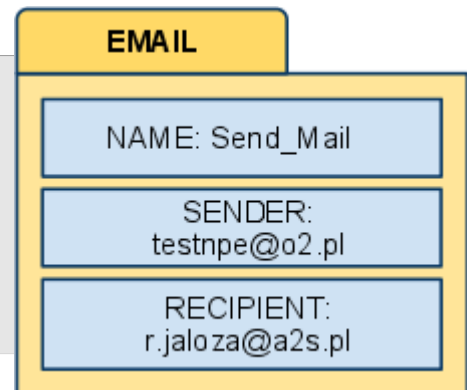 EMAIL
NAME: Send_Mail
SENDER:
testnpe@o2.pl
RECIPIENT:
r.jaloza@a2s.pl